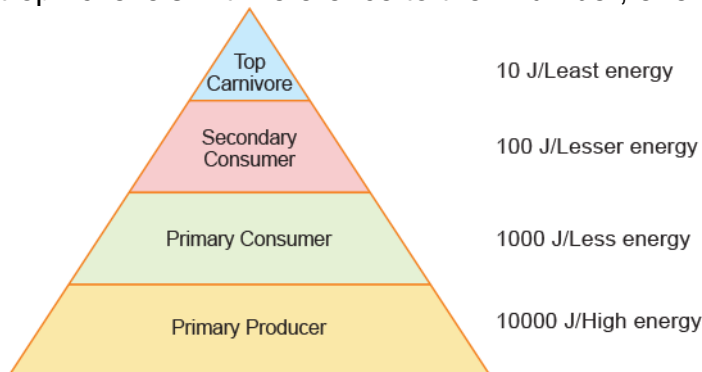 Top
Carnivore
10 J/Least energy
Secondary
Consumer
100 J/Lesser energy
Primary Consumer
1000 J/Less energy
Primary Producer
10000 J/High energy